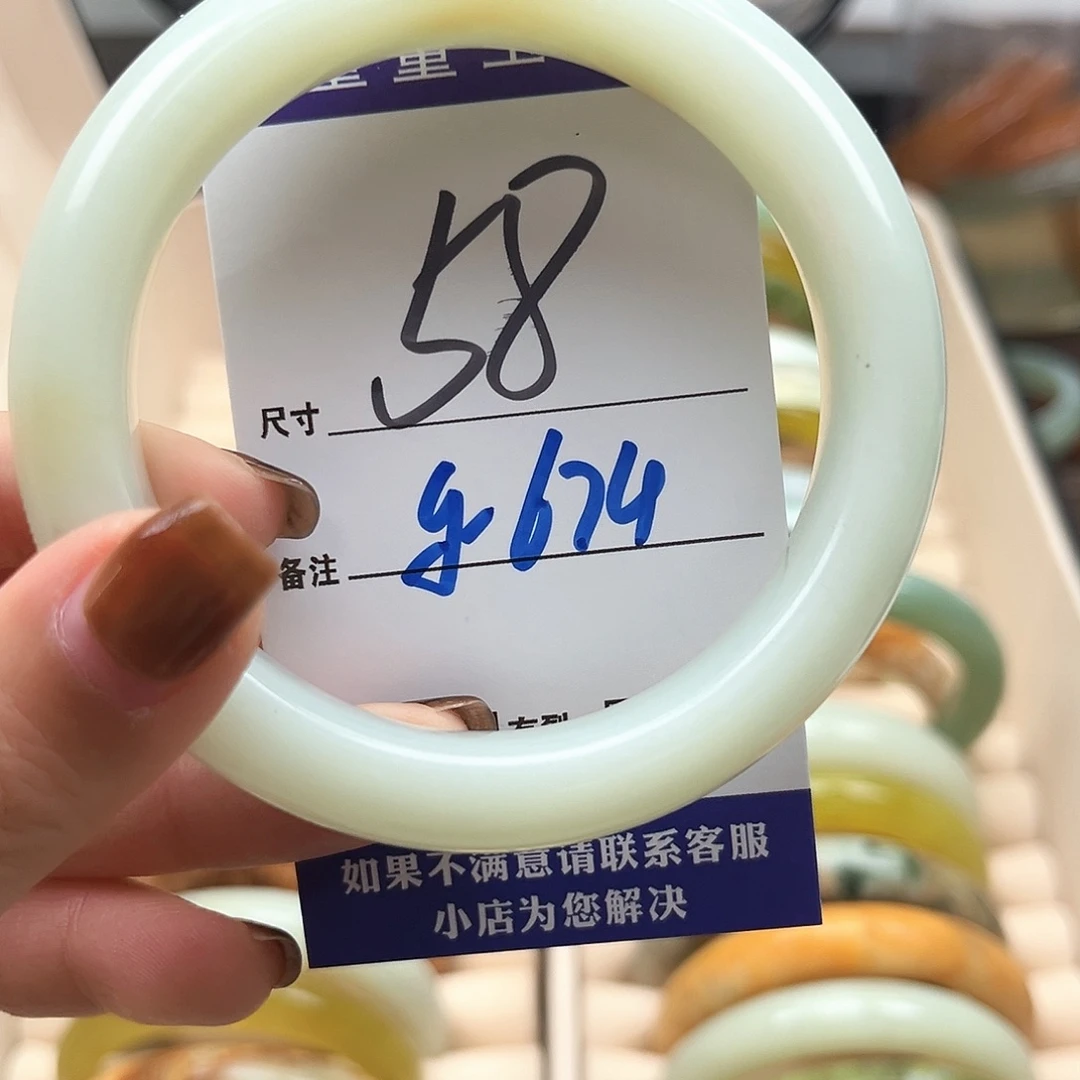 尺寸 58
备注 g674
如果不满意请联系客服
小店为您解决